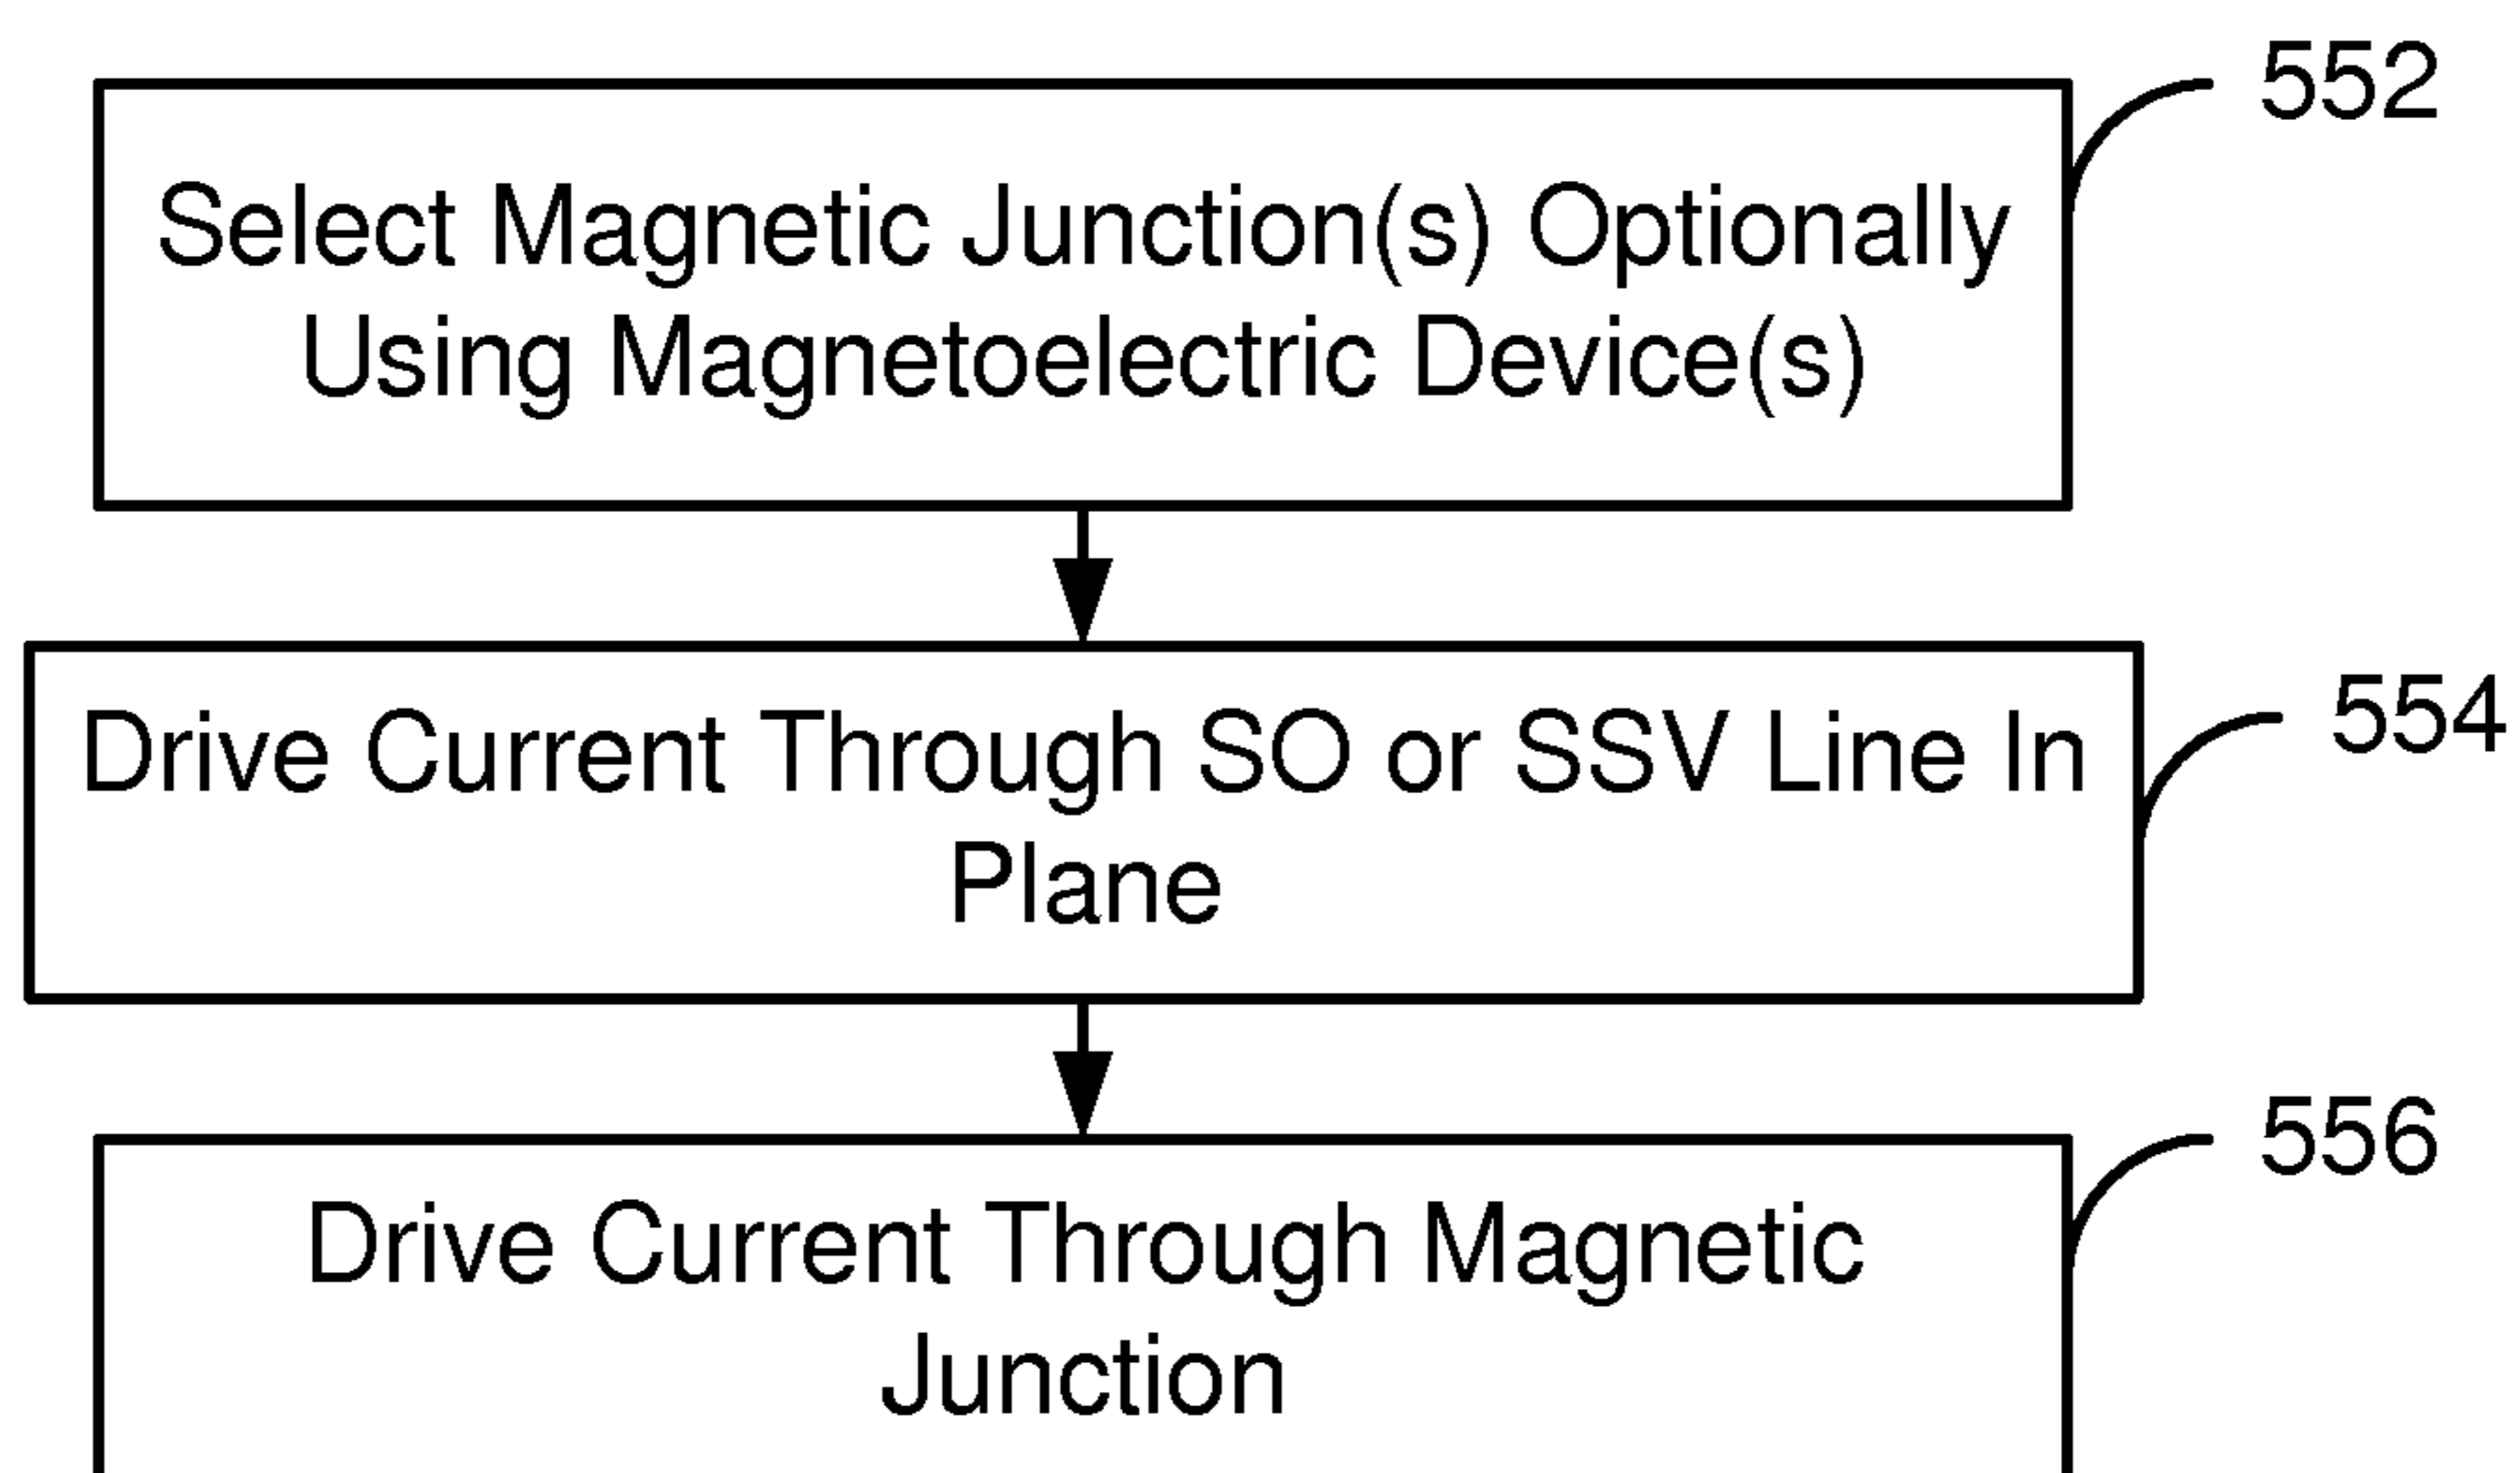 552
Select Magnetic Junction(s) Optionally
Using Magnetoelectric Device(s)
554
Drive Current Through SO or SSV Line In
Plane
556
Drive Current Through Magnetic
Junction